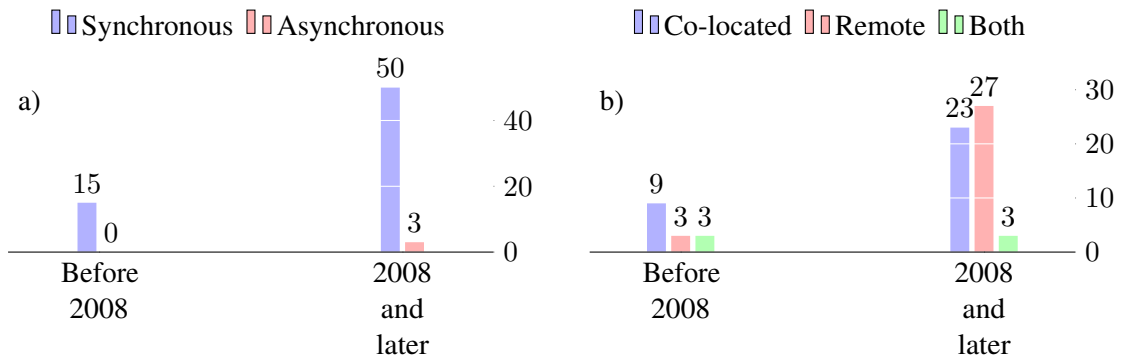 Synchronous Asynchronous
a)
50
40
20
15
0
3
0
Before
2008
2008
and
later
Co-located Remote Both
b)
30
27
23
20
10
9
3
3
3
0
Before
2008
2008
and
later